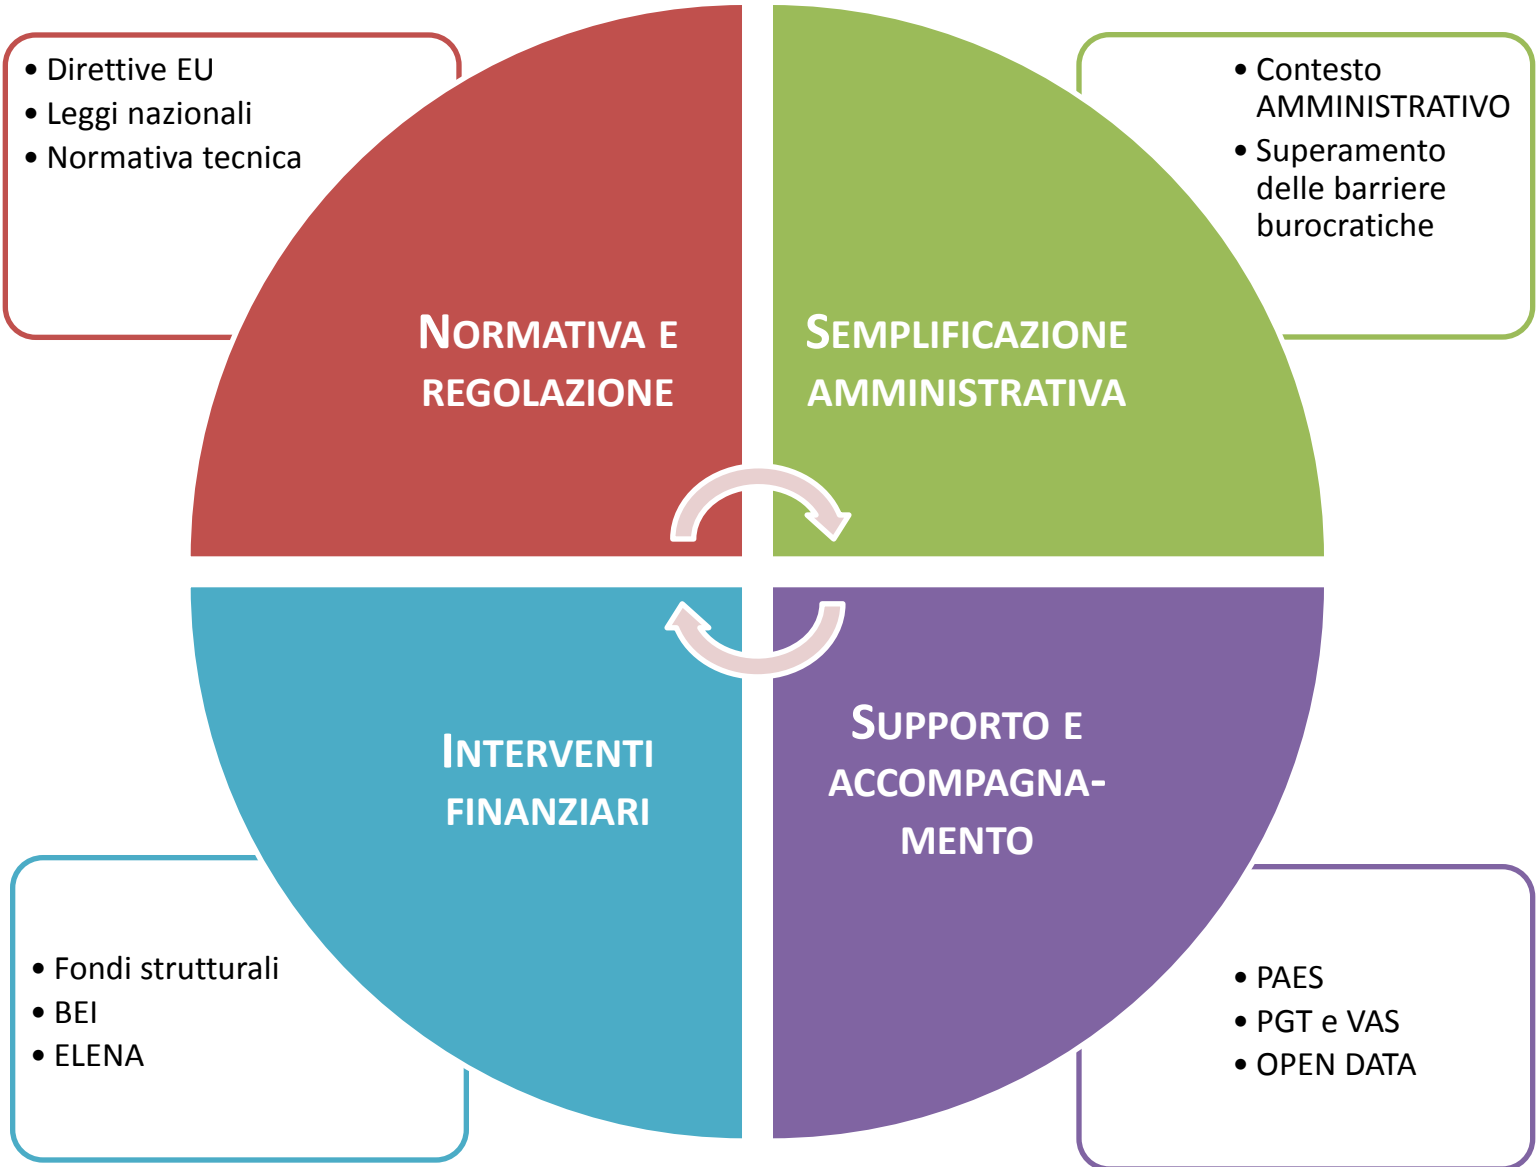 • Direttive EU
• Leggi nazionali
• Normativa tecnica
• Contesto
AMMINISTRATIVO
• Superamento
delle barriere
burocratiche
NORMATIVA E
REGOLAZIONE
SEMPLIFICAZIONE
AMMINISTRATIVA
INTERVENTI
FINANZIARI
SUPPORTO E
ACCOMPAGNA-
MENTO
• Fondi strutturali
• BEI
• ELENA
• PAES
• PGT e VAS
• OPEN DATA